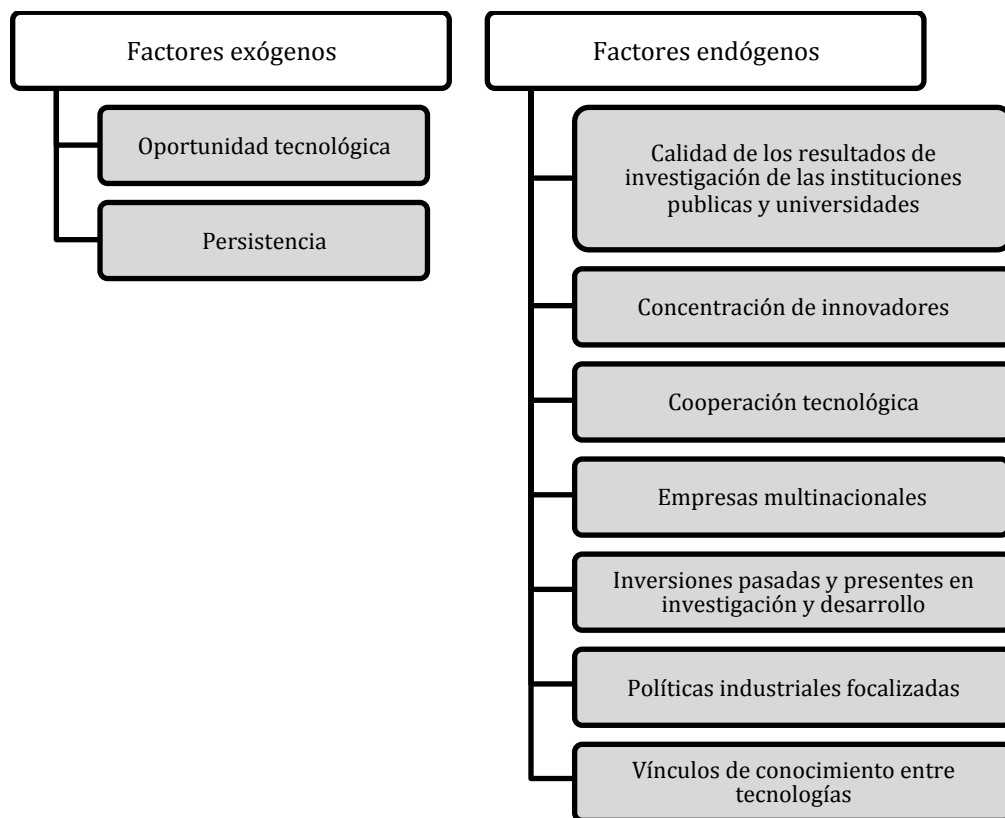 Factores exógenos
Oportunidad tecnológica
Persistencia
Factores endógenos
Calidad de los resultados de
investigación de las instituciones
publicas y universidades
Concentración de innovadores
Cooperación tecnológica
Empresas multinacionales
Inversiones pasadas y presentes en
investigación y desarrollo
Políticas industriales focalizadas
Vínculos de conocimiento entre
tecnologías